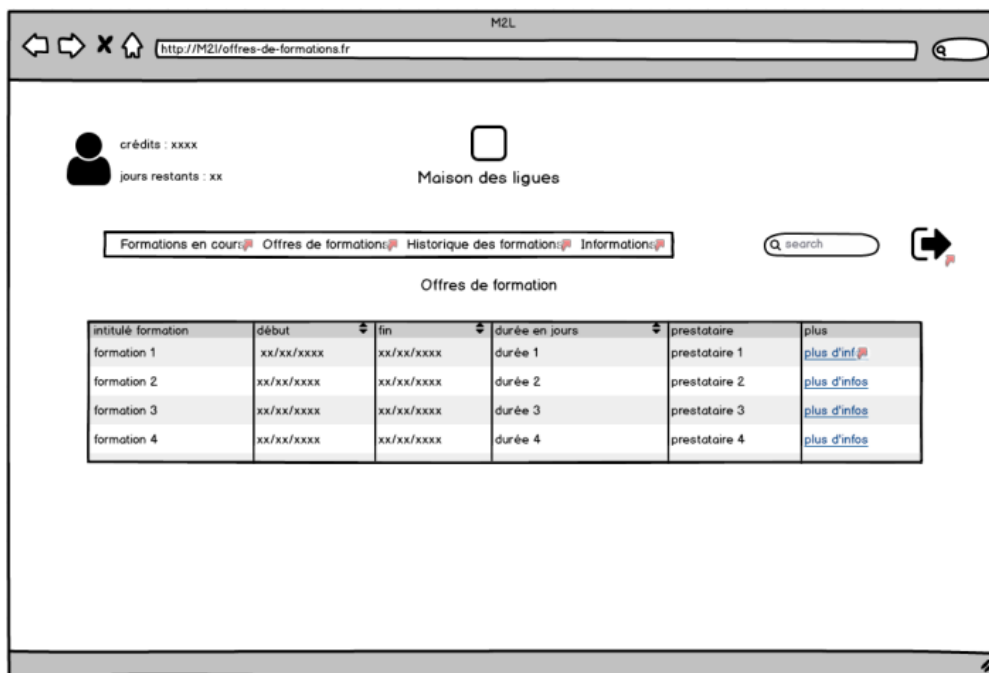 M2L
http://M2l/offres-de-formations.fr
crédits : xxxx
jours restants : xx
Maison des ligues
Formations en cours Offres de formations Historique des formations Informations
search
Offres de formation
intitulé formation début fin durée en jours prestataire plus
formation 1 xx/xx/xxxx xx/xx/xxxx durée 1 prestataire 1 plus d'infos
formation 2 xx/xx/xxxx xx/xx/xxxx durée 2 prestataire 2 plus d'infos
formation 3 xx/xx/xxxx xx/xx/xxxx durée 3 prestataire 3 plus d'infos
formation 4 xx/xx/xxxx xx/xx/xxxx durée 4 prestataire 4 plus d'infos